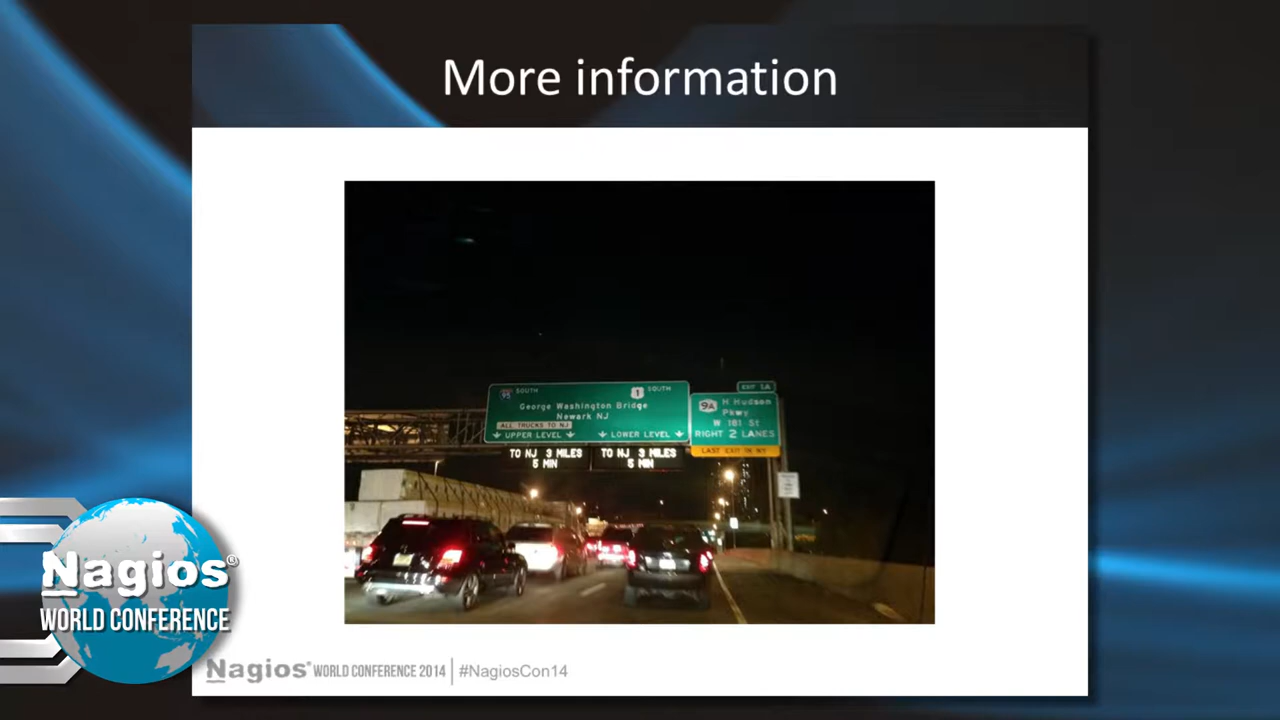 More information
SOUTH
1 SOUTH
95
George Washington Bridge
Newark NJ
ALL TRUCKS TO NJ
UPPER LEVEL
LOWER LEVEL
EXIT 1A
9A
H Hudson
Pkwy
W 181 St
RIGHT 2 LANES
LAST EXIT IN NY
TO NJ 3 MILES
5 MIN
TO NJ 3 MILES
5 MIN
Nagios®
WORLD CONFERENCE
Nagios® WORLD CONFERENCE 2014 | #NagiosCon14